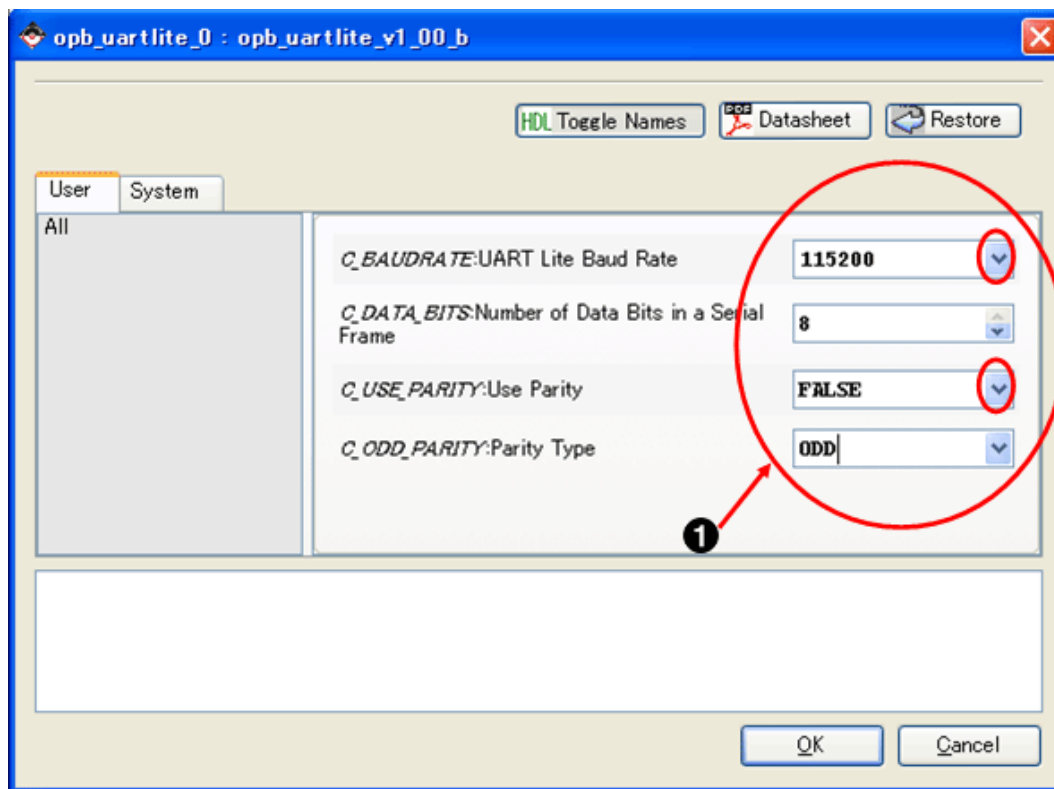 opb_uartlite_0 : opb_uartlite_v1_00_b
HDL Toggle Names
PDF Datasheet
Restore
User
System
All
C_BAUDRATE:UART Lite Baud Rate
115200
C_DATA_BITS:Number of Data Bits in a Serial
Frame
8
C_USE_PARITY:Use Parity
FALSE
C_ODD_PARITY:Parity Type
ODD
1
OK
Cancel